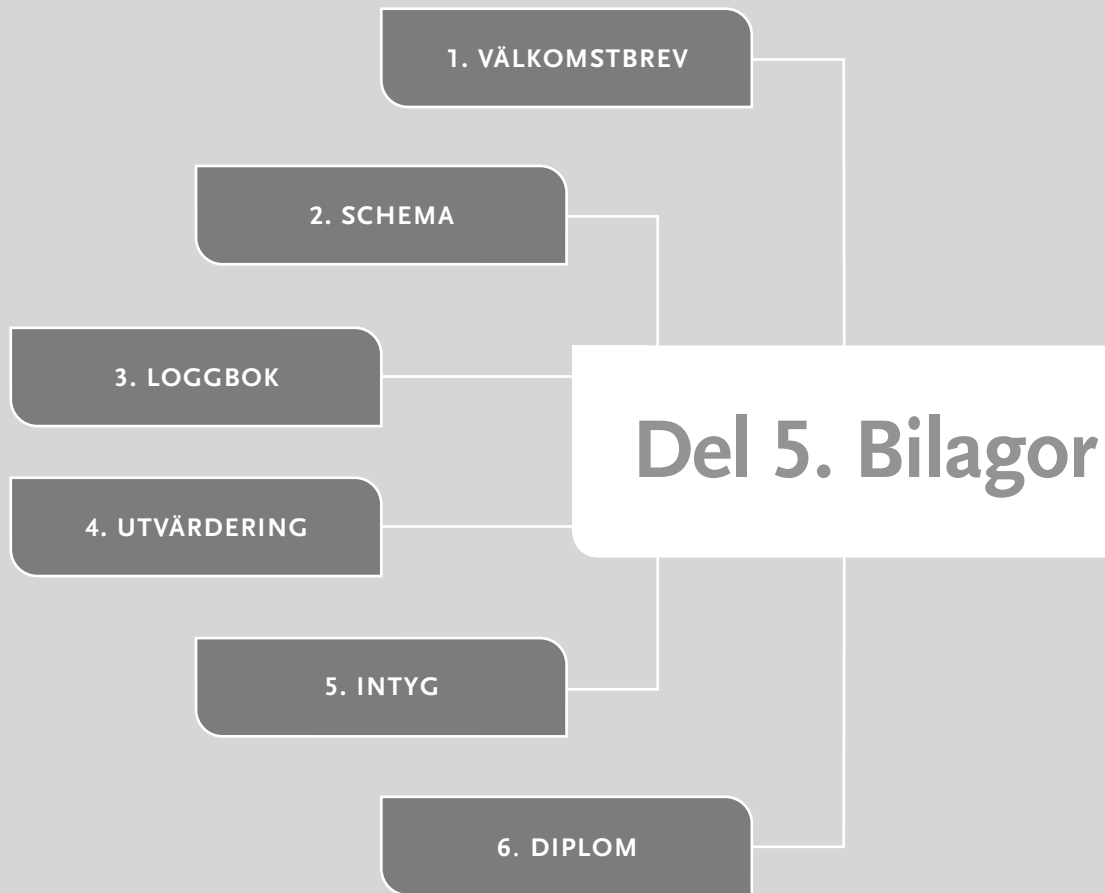 1. VÄLKOMSTBREV
2. SCHEMA
3. LOGGBOK
Del 5. Bilagor
4. UTVÄRDERING
5. INTYG
6. DIPLOM